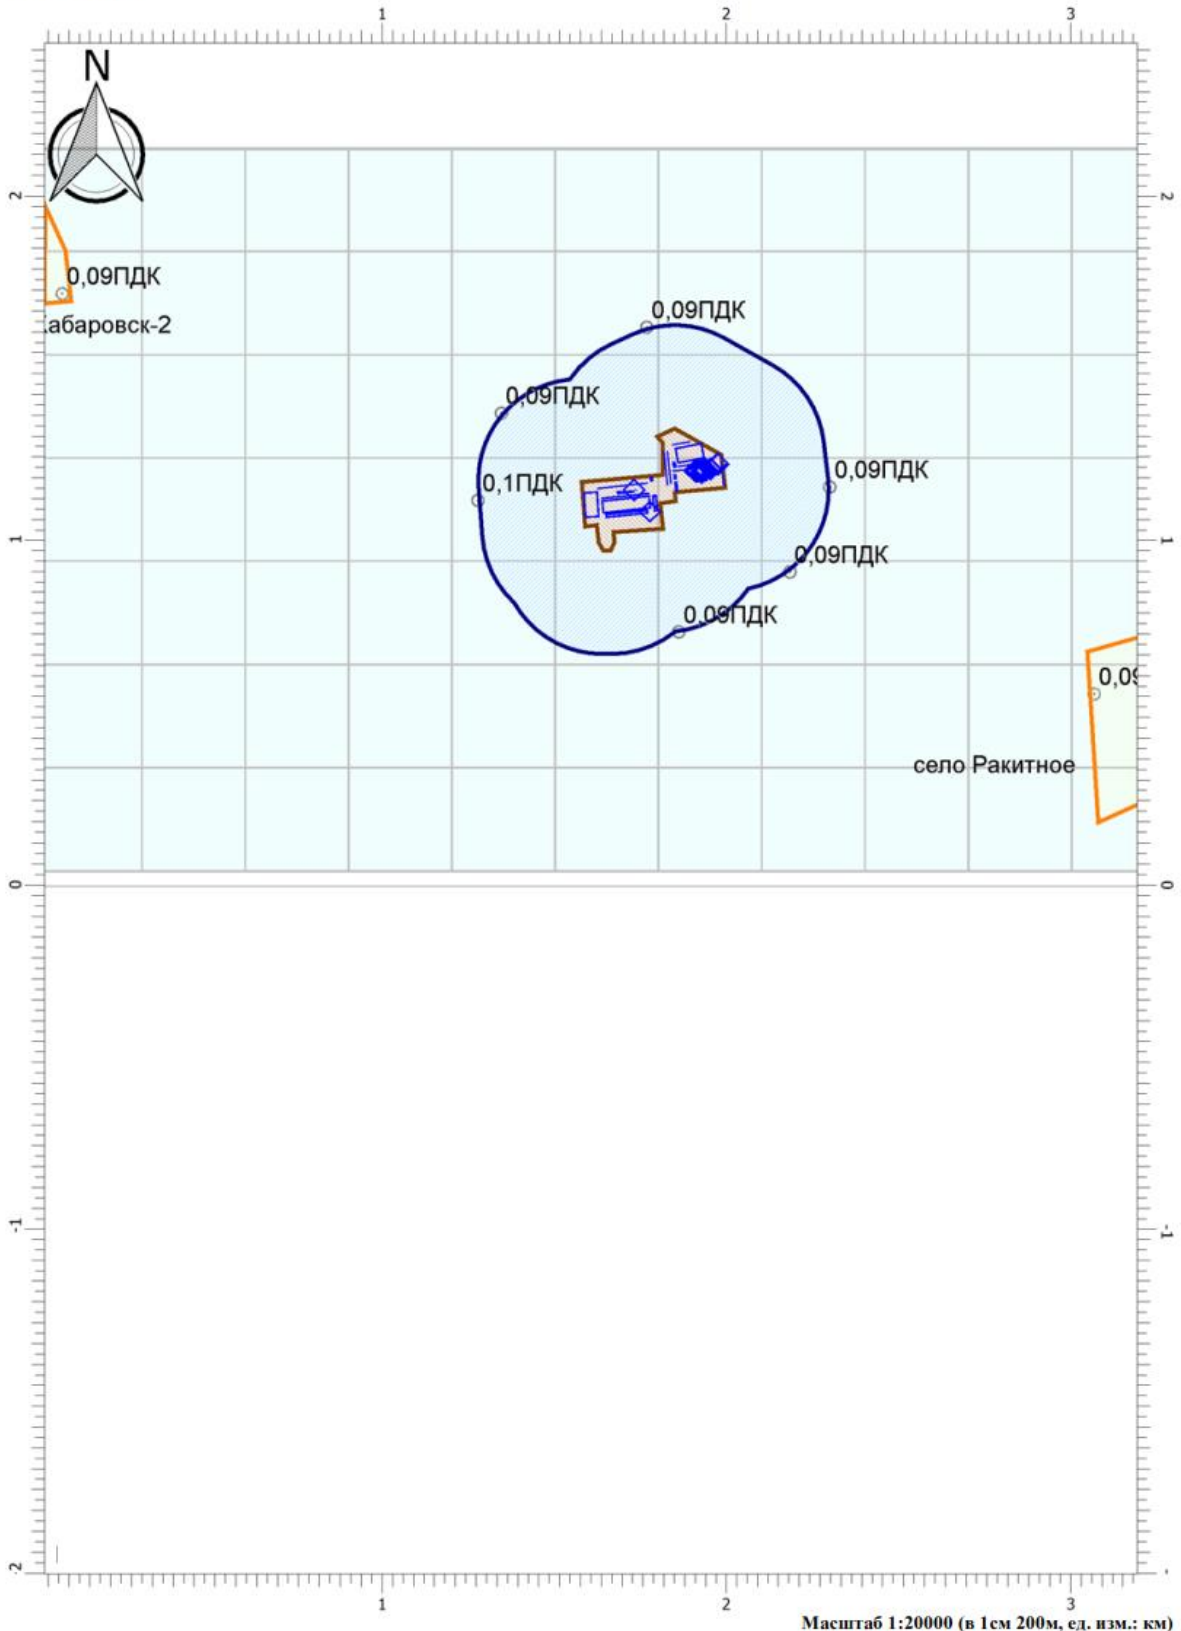 1 2 3
N
2 2
0,09ПДК
абаровск-2
0,09ПДК
0,09ПДК
0,1ПДК
0,09ПДК
1 1
0,09ПДК
0,09ПДК
0,09
село Ракитное
0 0
-1 -1
-2 -
1 2 3
Масштаб 1:20000 (в 1см 200м, ед. изм.: км)